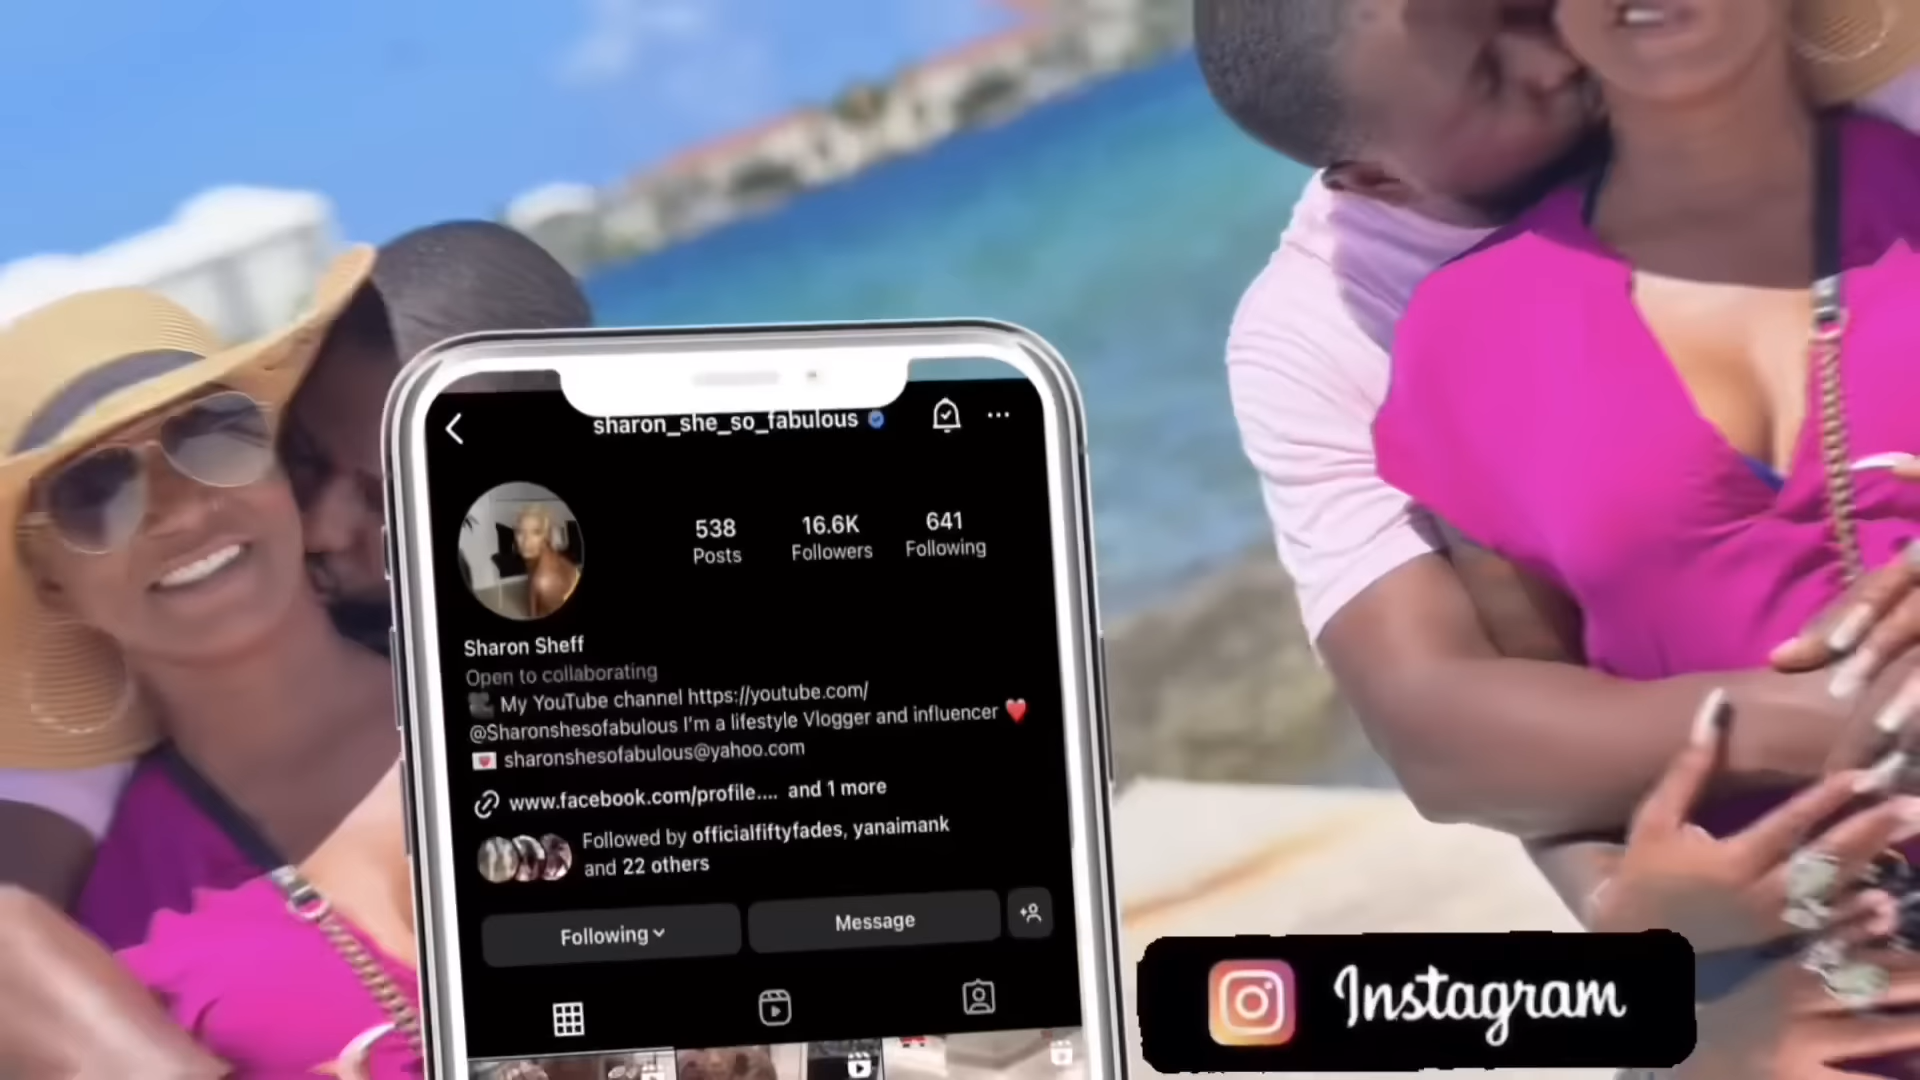 sharon_she_so_fabulous
538 16.6K 641
Posts Followers Following
Sharon Sheff
Open to collaborating
My YouTube channel https://youtube.com/
@Sharonshesofabulous I'm a lifestyle Vlogger and influencer ❤️
💌 sharonshesofabulous@yahoo.com
www.facebook.com/profile.... and 1 more
Followed by officialfiftyfades, yanaimank
and 22 others
Following Message
Instagram